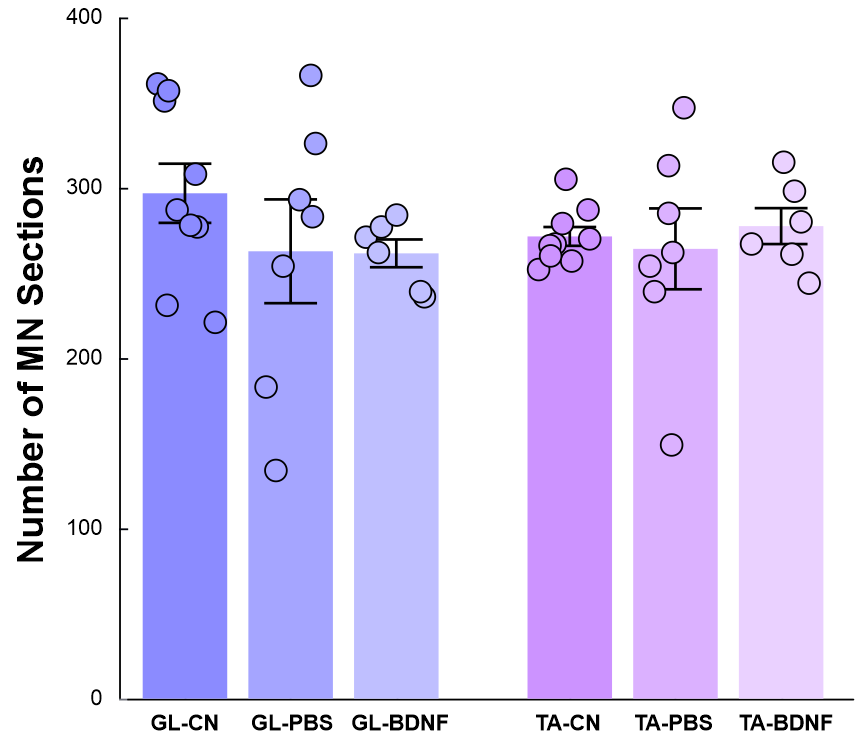 Number of MN Sections
400
300
200
100
0
GL-CN GL-PBS GL-BDNF TA-CN TA-PBS TA-BDNF